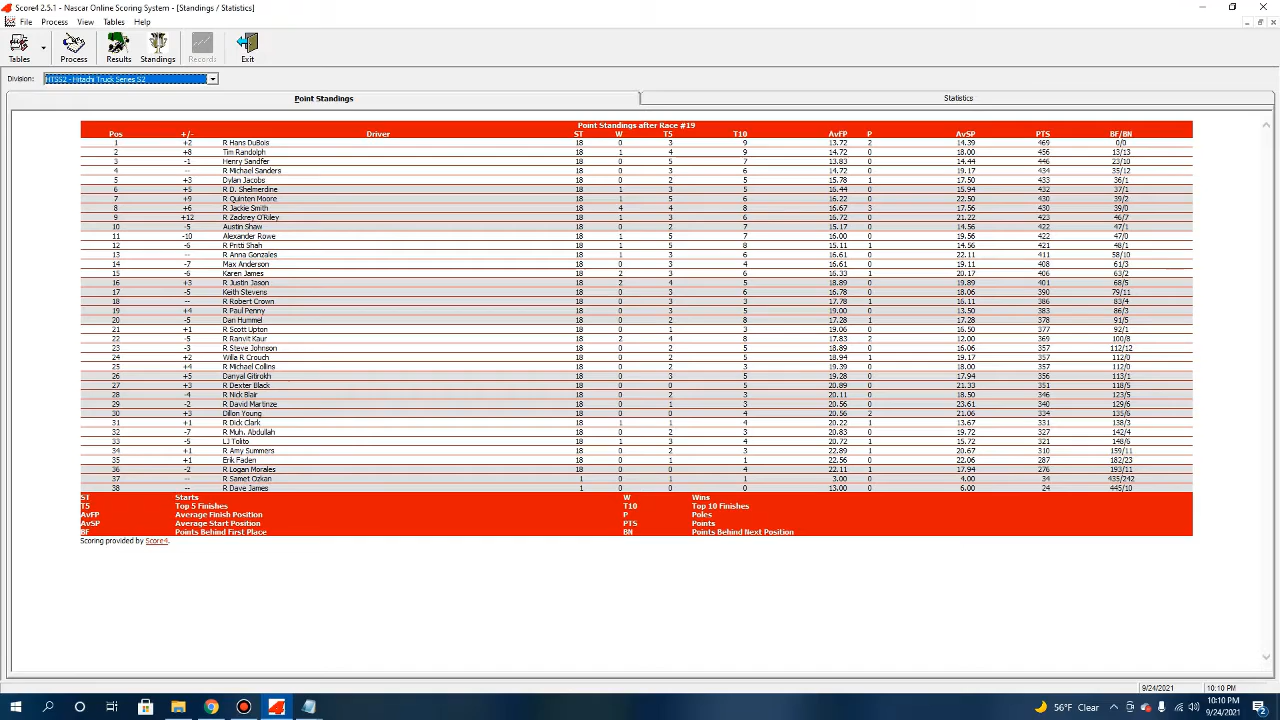 Score4 2.5.1 - Nascar Online Scoring System - [Standings / Statistics]
File Process View Tables Help
Tables Process Results Standings Records Exit
Division: HTSS2 - Hitachi Truck Series S2
Point Standings Statistics
Point Standings after Race #19
Pos +/- Driver ST W T5 T10 AvFP P AvSP PTS BF/BN
1 +2 R Hans DuBois 18 0 3 9 13.72 2 14.39 469 0/0
2 +8 Tim Randolph 18 1 4 9 14.72 0 18.00 456 13/13
3 -1 Henry Sandfer 18 0 5 7 13.83 0 14.44 446 23/10
4 -- R Michael Sanders 18 0 3 6 14.72 0 19.17 434 35/12
5 +3 Dylan Jacobs 18 0 2 5 15.78 1 17.50 433 36/1
6 +5 R D. Shelmerdine 18 1 3 5 16.44 0 15.94 432 37/1
7 +9 R Quinten Moore 18 1 5 6 16.22 0 22.50 430 39/2
8 +6 R Jackie Smith 18 4 4 8 16.67 3 17.56 430 39/0
9 +12 R Zackrey O'Riley 18 1 3 6 16.72 0 21.22 423 46/7
10 -5 Austin Shaw 18 0 2 7 15.17 0 14.56 422 47/1
11 -10 Alexander Rowe 18 1 5 7 16.00 0 19.56 422 47/0
12 -6 R Pritti Shah 18 1 5 8 15.11 1 14.56 421 48/1
13 -- R Anna Gonzales 18 1 3 6 16.61 0 22.11 411 58/10
14 -7 Max Anderson 18 0 3 4 16.61 0 19.11 408 61/3
15 -6 Karen James 18 2 3 6 16.33 1 20.17 406 63/2
16 +3 R Justin Jason 18 2 4 5 18.89 0 19.89 401 68/5
17 -5 Keith Stevens 18 0 3 6 16.78 0 18.06 390 79/11
18 -- R Robert Crown 18 0 3 3 17.78 1 16.11 386 83/4
19 +4 R Paul Penny 18 0 3 5 19.00 0 13.50 383 86/3
20 -5 Dan Hummel 18 0 2 8 17.28 1 17.28 378 91/5
21 +1 R Scott Upton 18 0 1 3 19.06 0 16.50 377 92/1
22 -5 R Ranvit Kaur 18 2 4 8 17.83 2 12.00 369 100/8
23 -3 R Steve Johnson 18 0 2 5 18.89 0 16.06 357 112/12
24 +2 Willa R Crouch 18 0 2 5 18.94 1 19.17 357 112/0
25 +4 R Michael Collins 18 0 2 3 19.39 0 18.00 357 112/0
26 +5 Danyal Gitirokh 18 0 3 5 19.28 0 17.94 356 113/1
27 +3 R Dexter Black 18 0 0 5 20.89 0 21.33 351 118/5
28 -4 R Nick Blair 18 0 2 3 20.11 0 18.50 346 123/5
29 -2 R David Martinze 18 0 1 3 20.56 0 23.61 340 129/6
30 +3 Dillon Young 18 0 0 4 20.56 2 21.06 334 135/6
31 +1 R Dick Clark 18 1 1 4 20.22 1 13.67 331 138/3
32 -7 R Muh. Abdullah 18 0 2 3 20.83 0 19.72 327 142/4
33 -5 LJ Tolito 18 1 3 4 20.72 1 15.72 321 148/6
34 +1 R Amy Summers 18 0 2 3 22.89 1 20.67 310 159/11
35 +1 Erik Faden 18 0 1 1 22.56 0 22.06 287 182/23
36 -2 R Logan Morales 18 0 0 4 22.11 1 17.94 276 193/11
37 -- R Samet Ozkan 1 0 1 1 3.00 0 4.00 34 435/242
38 -- R Dave James 1 0 0 0 13.00 0 6.00 24 445/10
ST Starts W Wins
T5 Top 5 Finishes T10 Top 10 Finishes
AvFP Average Finish Position P Poles
AvSP Average Start Position PTS Points
BF Points Behind First Place BN Points Behind Next Position
Scoring provided by Score4.
9/24/2021 10:10 PM
56°F Clear 10:10 PM
9/24/2021 2